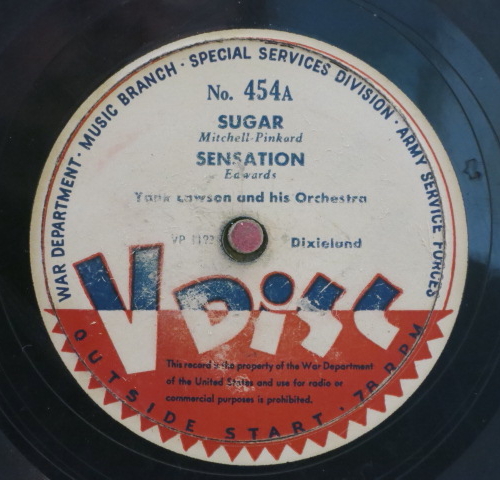 WAR DEPARTMENT · MUSIC BRANCH · SPECIAL SERVICES DIVISION · ARMY SERVICE FORCES
No. 454A
SUGAR
Mitchell-Pinkard
SENSATION
Edwards
Yank Lawson and his Orchestra
VP
Dixieland
V DISC
This record is the property of the War Department
of the United States and use for radio or
commercial purposes is prohibited.
OUTSIDE START · 78 RPM